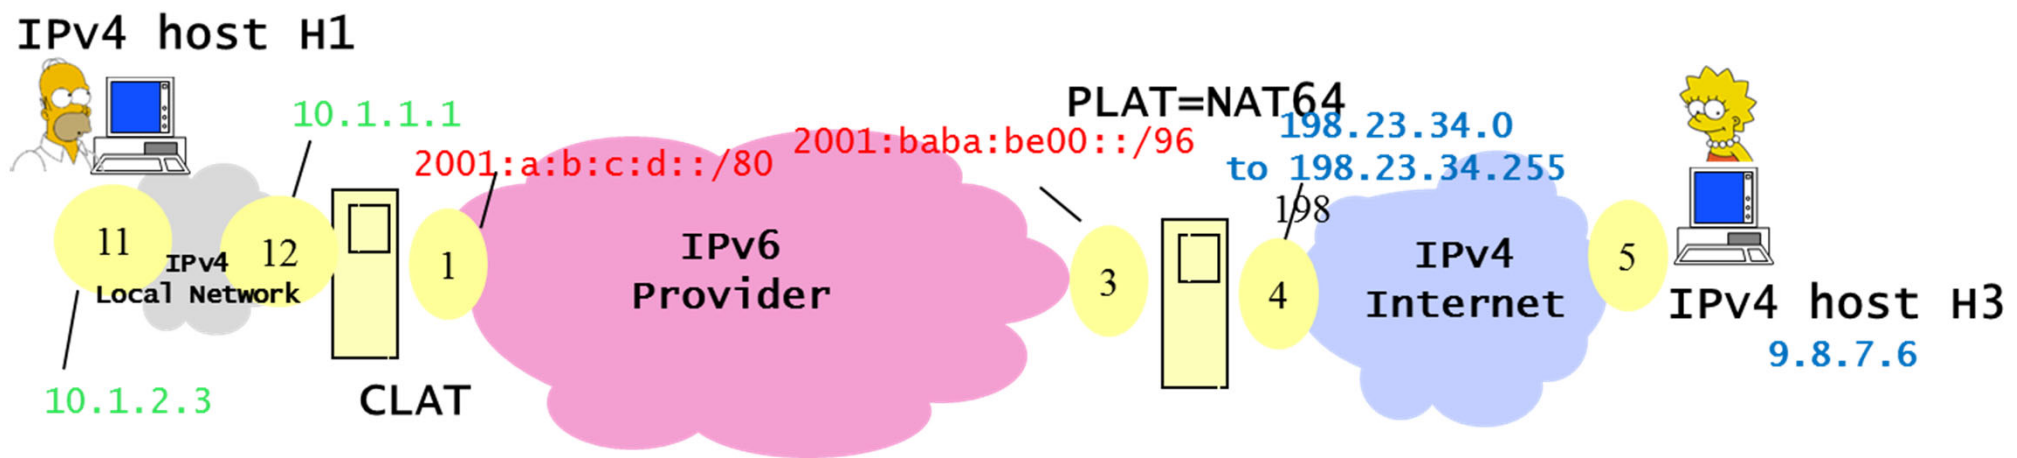 IPv4 host H1
10.1.1.1
2001:a:b:c:d::/80
2001:baba:be00::/96
PLAT=NAT64
198.23.34.0
to 198.23.34.255
198
11
12
IPv4
Local Network
1
IPv6
Provider
3
4
IPv4
Internet
5
IPv4 host H3
9.8.7.6
10.1.2.3
CLAT